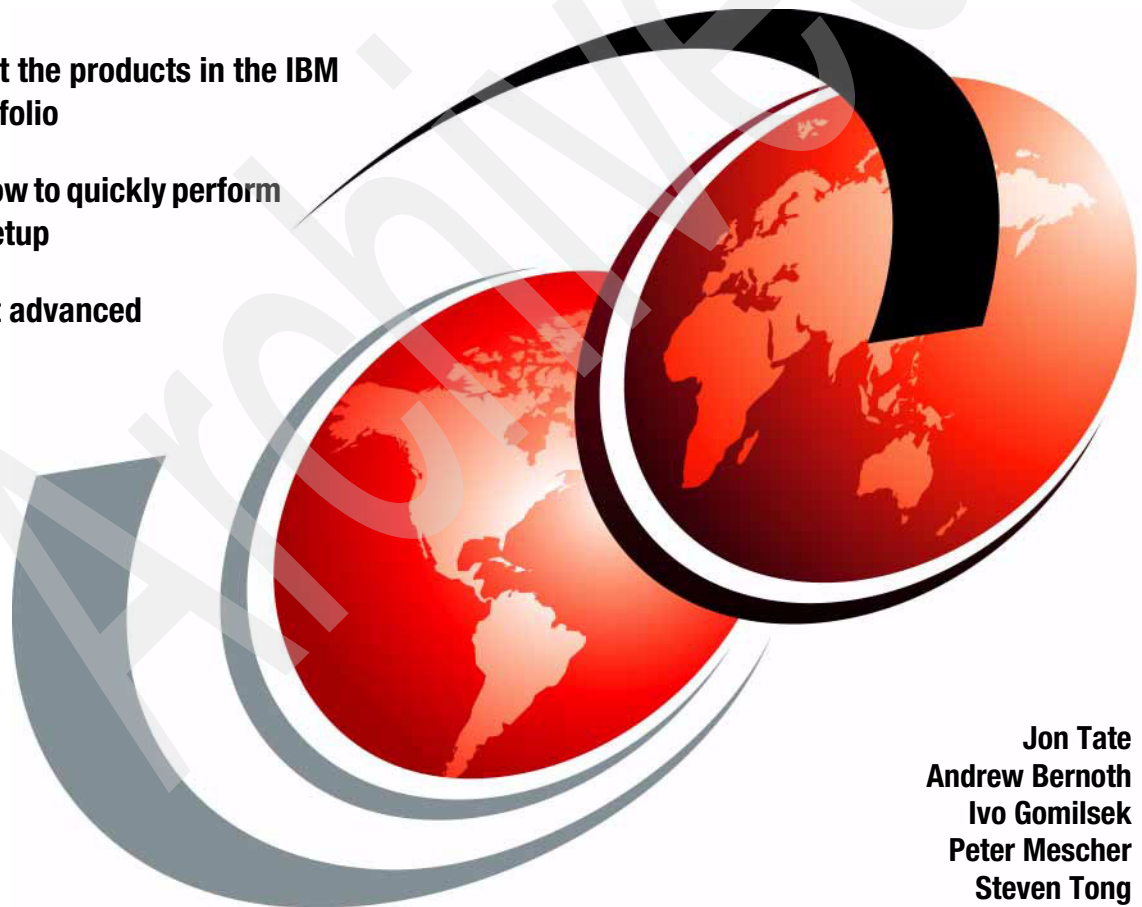 t the products in the IBM
folio
ow to quickly perform
etup
t advanced
Jon Tate
Andrew Bernoth
Ivo Gomilsek
Peter Mescher
Steven Tong
Archive